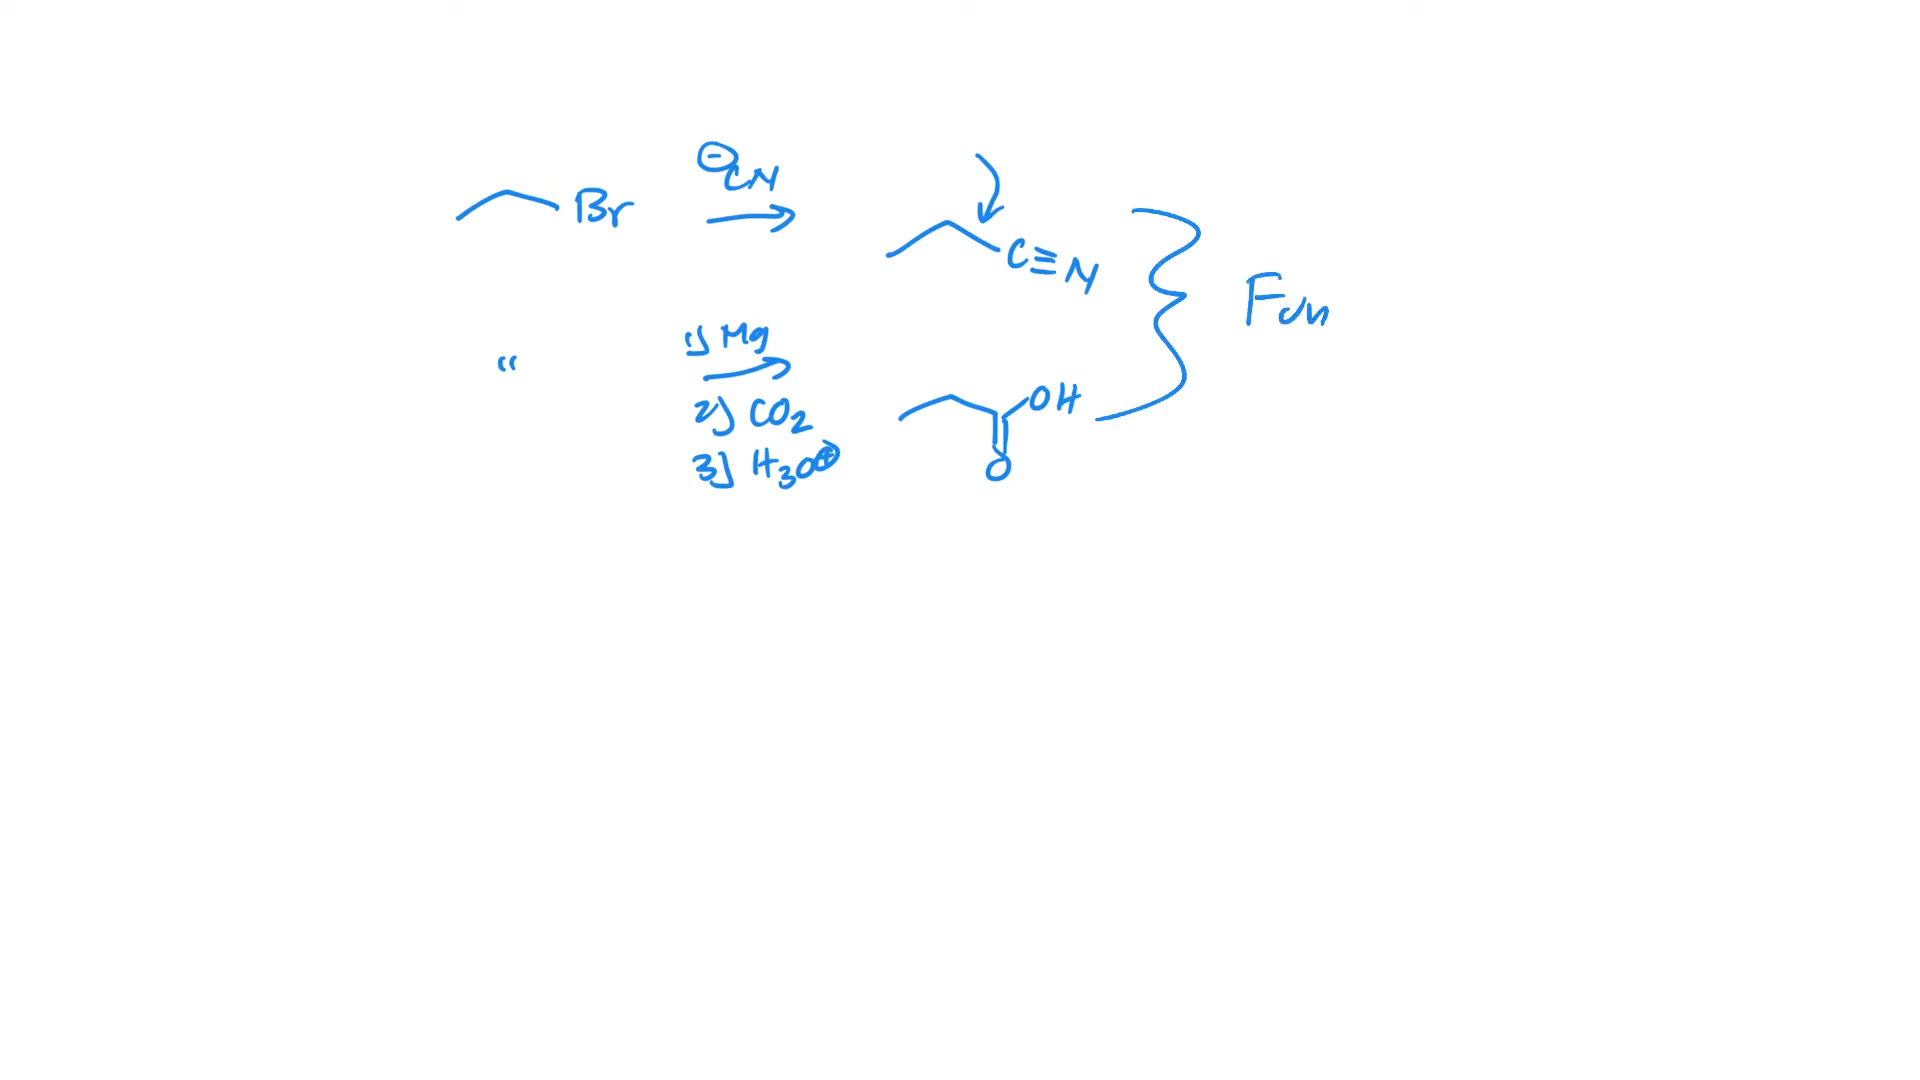 ⊖CN
Br
C≡N
Fun
1) Mg
"
2) CO2
OH
3) H3O⊕
O